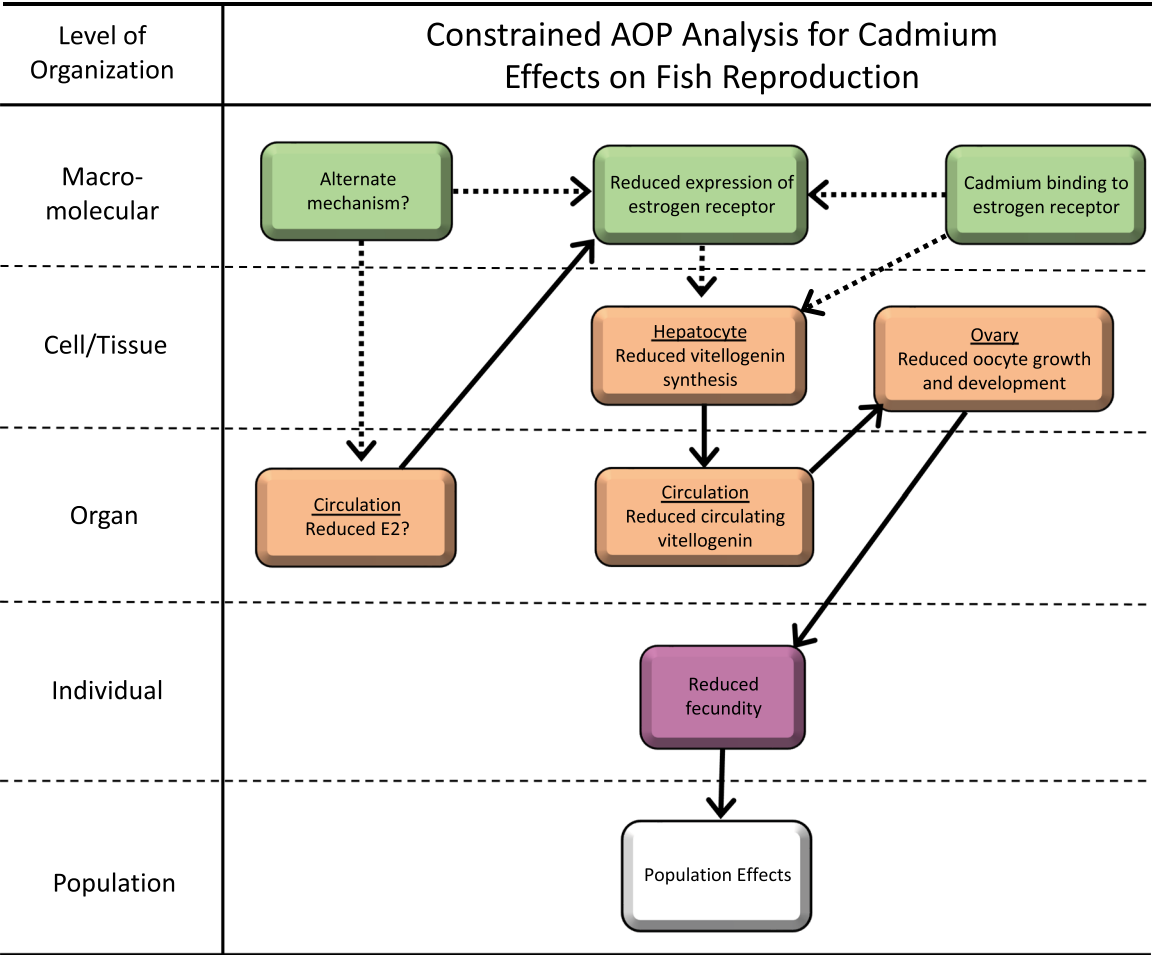 Level of
Organization
Constrained AOP Analysis for Cadmium
Effects on Fish Reproduction
Macro-
molecular
Alternate
mechanism?
Reduced expression of
estrogen receptor
Cadmium binding to
estrogen receptor
Cell/Tissue
Hepatocyte
Reduced vitellogenin
synthesis
Ovary
Reduced oocyte growth
and development
Organ
Circulation
Reduced E2?
Circulation
Reduced circulating
vitellogenin
Individual
Reduced
fecundity
Population
Population Effects